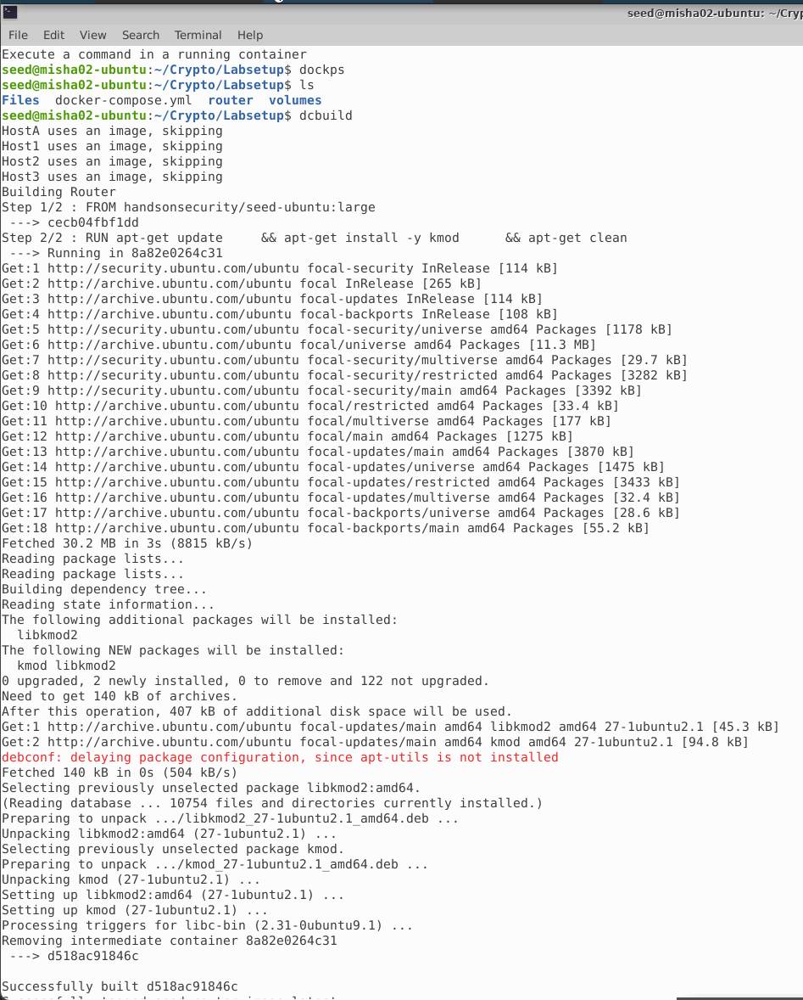 seed@misha02-ubuntu: ~/Cryp
File Edit View Search Terminal Help
Execute a command in a running container
seed@misha02-ubuntu:~/Crypto/Labsetup$ dockps
seed@misha02-ubuntu:~/Crypto/Labsetup$ ls
Files  docker-compose.yml  router  volumes
seed@misha02-ubuntu:~/Crypto/Labsetup$ dcbuild
HostA uses an image, skipping
Host1 uses an image, skipping
Host2 uses an image, skipping
Host3 uses an image, skipping
Building Router
Step 1/2 : FROM handsonsecurity/seed-ubuntu:large
 ---> cecb04fbf1dd
Step 2/2 : RUN apt-get update     && apt-get install -y kmod      && apt-get clean
 ---> Running in 8a82e0264c31
Get:1 http://security.ubuntu.com/ubuntu focal-security InRelease [114 kB]
Get:2 http://archive.ubuntu.com/ubuntu focal InRelease [265 kB]
Get:3 http://archive.ubuntu.com/ubuntu focal-updates InRelease [114 kB]
Get:4 http://archive.ubuntu.com/ubuntu focal-backports InRelease [108 kB]
Get:5 http://security.ubuntu.com/ubuntu focal-security/universe amd64 Packages [1178 kB]
Get:6 http://archive.ubuntu.com/ubuntu focal/universe amd64 Packages [11.3 MB]
Get:7 http://security.ubuntu.com/ubuntu focal-security/multiverse amd64 Packages [29.7 kB]
Get:8 http://security.ubuntu.com/ubuntu focal-security/restricted amd64 Packages [3282 kB]
Get:9 http://security.ubuntu.com/ubuntu focal-security/main amd64 Packages [3392 kB]
Get:10 http://archive.ubuntu.com/ubuntu focal/restricted amd64 Packages [33.4 kB]
Get:11 http://archive.ubuntu.com/ubuntu focal/multiverse amd64 Packages [177 kB]
Get:12 http://archive.ubuntu.com/ubuntu focal/main amd64 Packages [1275 kB]
Get:13 http://archive.ubuntu.com/ubuntu focal-updates/main amd64 Packages [3870 kB]
Get:14 http://archive.ubuntu.com/ubuntu focal-updates/universe amd64 Packages [1475 kB]
Get:15 http://archive.ubuntu.com/ubuntu focal-updates/restricted amd64 Packages [3433 kB]
Get:16 http://archive.ubuntu.com/ubuntu focal-updates/multiverse amd64 Packages [32.4 kB]
Get:17 http://archive.ubuntu.com/ubuntu focal-backports/universe amd64 Packages [28.6 kB]
Get:18 http://archive.ubuntu.com/ubuntu focal-backports/main amd64 Packages [55.2 kB]
Fetched 30.2 MB in 3s (8815 kB/s)
Reading package lists...
Reading package lists...
Building dependency tree...
Reading state information...
The following additional packages will be installed:
  libkmod2
The following NEW packages will be installed:
  kmod libkmod2
0 upgraded, 2 newly installed, 0 to remove and 122 not upgraded.
Need to get 140 kB of archives.
After this operation, 407 kB of additional disk space will be used.
Get:1 http://archive.ubuntu.com/ubuntu focal-updates/main amd64 libkmod2 amd64 27-1ubuntu2.1 [45.3 kB]
Get:2 http://archive.ubuntu.com/ubuntu focal-updates/main amd64 kmod amd64 27-1ubuntu2.1 [94.8 kB]
debconf: delaying package configuration, since apt-utils is not installed
Fetched 140 kB in 0s (504 kB/s)
Selecting previously unselected package libkmod2:amd64.
(Reading database ... 10754 files and directories currently installed.)
Preparing to unpack .../libkmod2_27-1ubuntu2.1_amd64.deb ...
Unpacking libkmod2:amd64 (27-1ubuntu2.1) ...
Selecting previously unselected package kmod.
Preparing to unpack .../kmod_27-1ubuntu2.1_amd64.deb ...
Unpacking kmod (27-1ubuntu2.1) ...
Setting up libkmod2:amd64 (27-1ubuntu2.1) ...
Setting up kmod (27-1ubuntu2.1) ...
Processing triggers for libc-bin (2.31-0ubuntu9.1) ...
Removing intermediate container 8a82e0264c31
 ---> d518ac91846c
Successfully built d518ac91846c